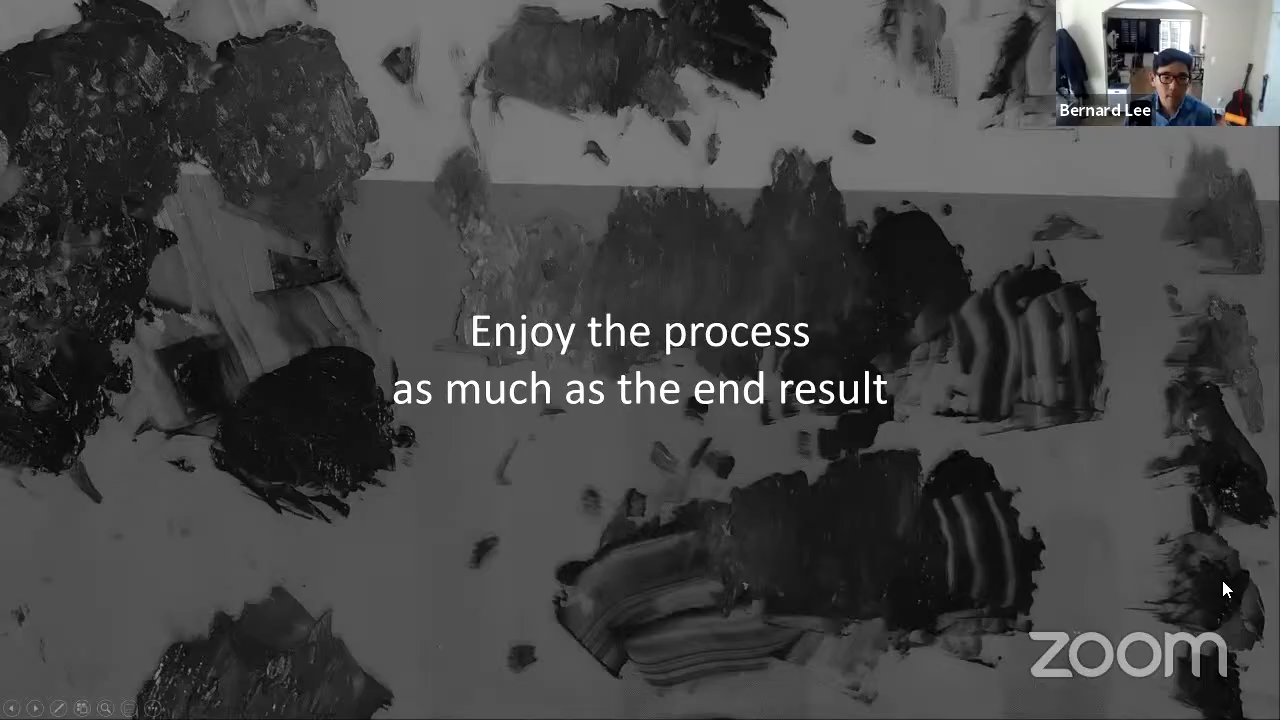 Bernard Lee
Enjoy the process
as much as the end result
zoom